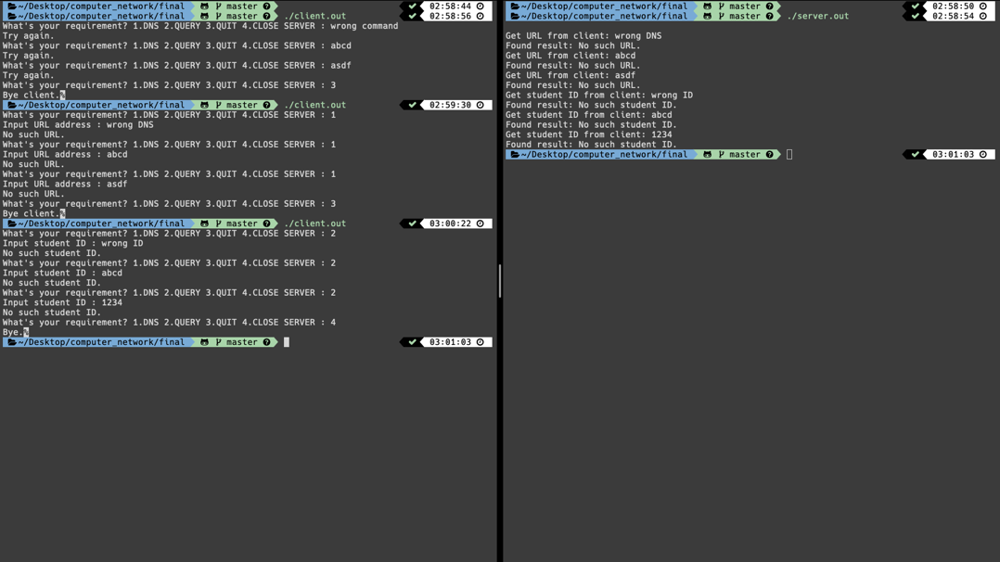 ~/Desktop/computer_network/final master ? ✔ 02:58:44
~/Desktop/computer_network/final master ? ./client.out ✔ 02:58:56
What's your requirement? 1.DNS 2.QUERY 3.QUIT 4.CLOSE SERVER : wrong command
Try again.
What's your requirement? 1.DNS 2.QUERY 3.QUIT 4.CLOSE SERVER : abcd
Try again.
What's your requirement? 1.DNS 2.QUERY 3.QUIT 4.CLOSE SERVER : asdf
Try again.
What's your requirement? 1.DNS 2.QUERY 3.QUIT 4.CLOSE SERVER : 3
Bye client.%
~/Desktop/computer_network/final master ? ./client.out ✔ 02:59:30
What's your requirement? 1.DNS 2.QUERY 3.QUIT 4.CLOSE SERVER : 1
Input URL address : wrong DNS
No such URL.
What's your requirement? 1.DNS 2.QUERY 3.QUIT 4.CLOSE SERVER : 1
Input URL address : abcd
No such URL.
What's your requirement? 1.DNS 2.QUERY 3.QUIT 4.CLOSE SERVER : 1
Input URL address : asdf
No such URL.
What's your requirement? 1.DNS 2.QUERY 3.QUIT 4.CLOSE SERVER : 3
Bye client.%
~/Desktop/computer_network/final master ? ./client.out ✔ 03:00:22
What's your requirement? 1.DNS 2.QUERY 3.QUIT 4.CLOSE SERVER : 2
Input student ID : wrong ID
No such student ID.
What's your requirement? 1.DNS 2.QUERY 3.QUIT 4.CLOSE SERVER : 2
Input student ID : abcd
No such student ID.
What's your requirement? 1.DNS 2.QUERY 3.QUIT 4.CLOSE SERVER : 2
Input student ID : 1234
No such student ID.
What's your requirement? 1.DNS 2.QUERY 3.QUIT 4.CLOSE SERVER : 4
Bye.%
~/Desktop/computer_network/final master ? ✔ 03:01:03
~/Desktop/computer_network/final master ? ✔ 02:58:50
~/Desktop/computer_network/final master ? ./server.out ✔ 02:58:54
Get URL from client: wrong DNS
Found result: No such URL.
Get URL from client: abcd
Found result: No such URL.
Get URL from client: asdf
Found result: No such URL.
Get student ID from client: wrong ID
Found result: No such student ID.
Get student ID from client: abcd
Found result: No such student ID.
Get student ID from client: 1234
Found result: No such student ID.
~/Desktop/computer_network/final master ? ✔ 03:01:03